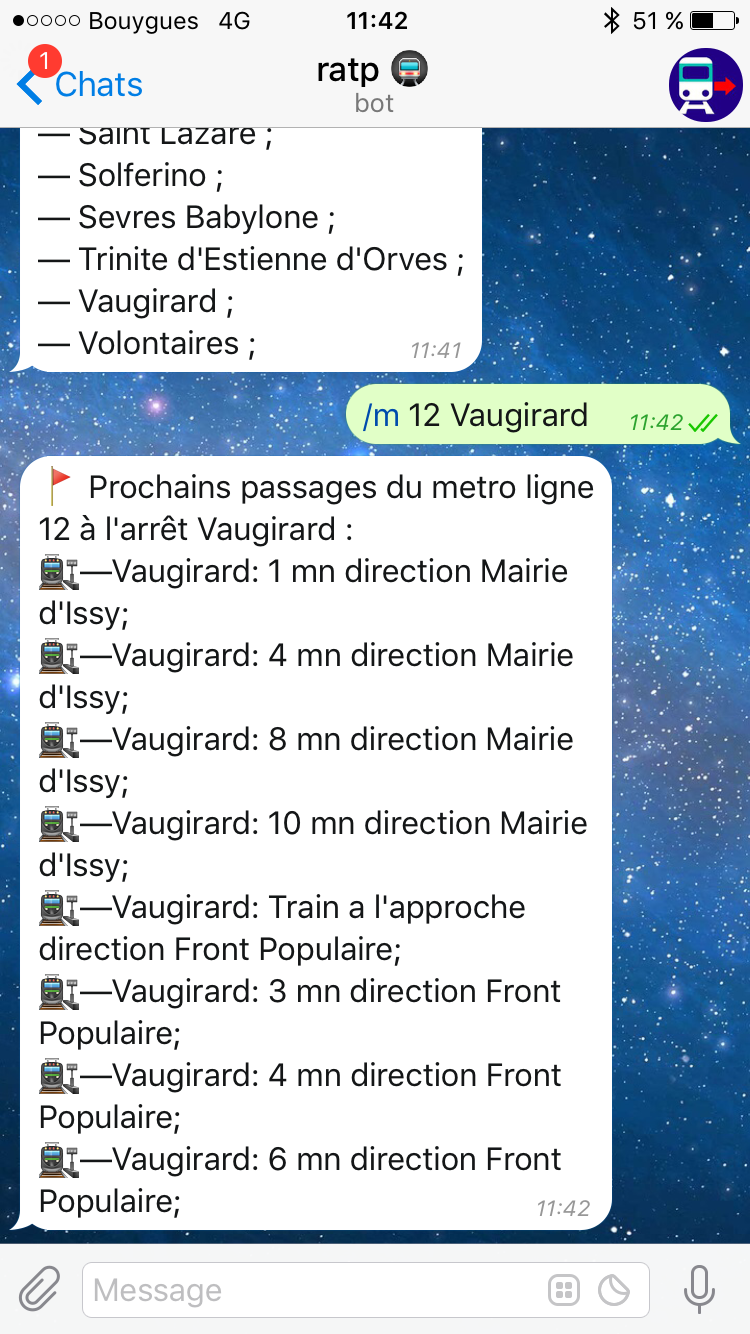 Bouygues 4G 11:42 51 %
1
Chats
ratp
bot
— Saint Lazare ;
— Solferino ;
— Sevres Babylone ;
— Trinite d'Estienne d'Orves ;
— Vaugirard ;
— Volontaires ;
11:41
/m 12 Vaugirard
11:42
Prochains passages du metro ligne
12 à l'arrêt Vaugirard :
—Vaugirard: 1 mn direction Mairie
d'Issy;
—Vaugirard: 4 mn direction Mairie
d'Issy;
—Vaugirard: 8 mn direction Mairie
d'Issy;
—Vaugirard: 10 mn direction Mairie
d'Issy;
—Vaugirard: Train a l'approche
direction Front Populaire;
—Vaugirard: 3 mn direction Front
Populaire;
—Vaugirard: 4 mn direction Front
Populaire;
—Vaugirard: 6 mn direction Front
Populaire;
11:42
Message